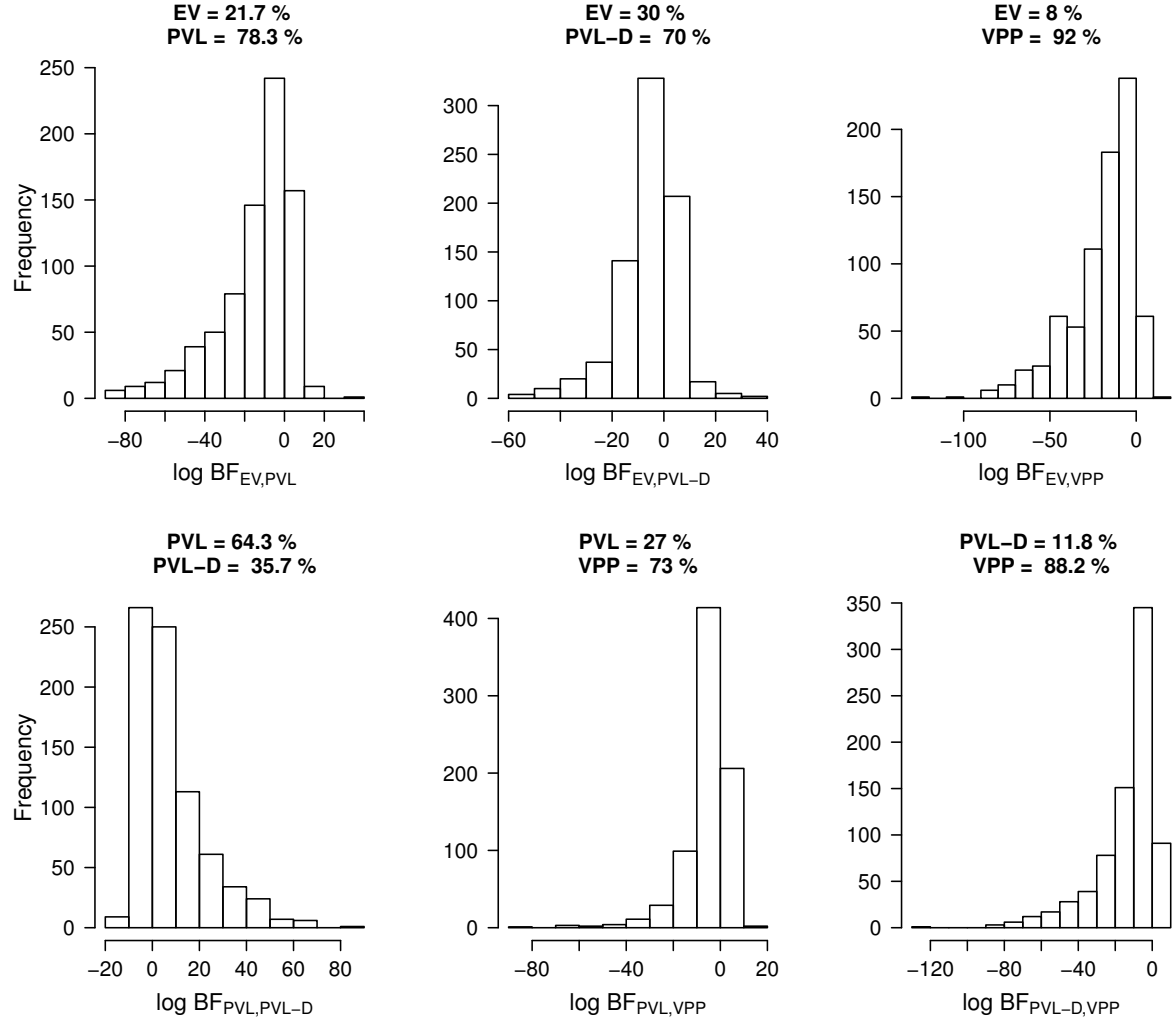 EV = 21.7 %
PVL = 78.3 %
250
200
150
100
50
0
Frequency
−80 −40 0 20
log BF_EV,PVL
EV = 30 %
PVL−D = 70 %
300
250
200
150
100
50
0
−60 −20 0 20 40
log BF_EV,PVL−D
EV = 8 %
VPP = 92 %
200
150
100
50
0
−100 −50 0
log BF_EV,VPP
PVL = 64.3 %
PVL−D = 35.7 %
250
200
150
100
50
0
Frequency
−20 0 20 40 60 80
log BF_PVL,PVL−D
PVL = 27 %
VPP = 73 %
400
300
200
100
0
−80 −40 0 20
log BF_PVL,VPP
PVL−D = 11.8 %
VPP = 88.2 %
350
300
250
200
150
100
50
0
−120 −80 −40 0
log BF_PVL−D,VPP